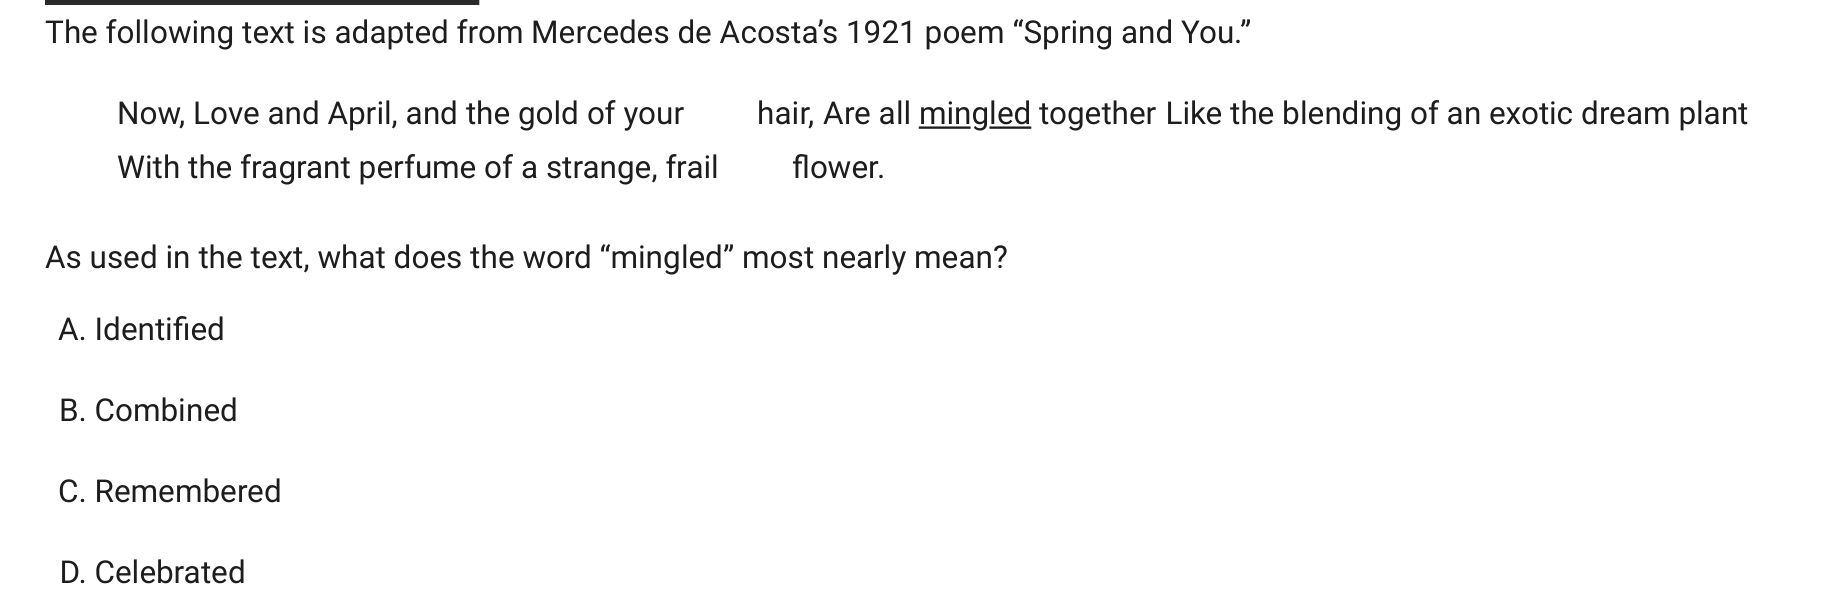 The following text is adapted from Mercedes de Acosta’s 1921 poem “Spring and You.”
Now, Love and April, and the gold of your hair, Are all mingled together Like the blending of an exotic dream plant
With the fragrant perfume of a strange, frail flower.
As used in the text, what does the word “mingled” most nearly mean?
A. Identified
B. Combined
C. Remembered
D. Celebrated